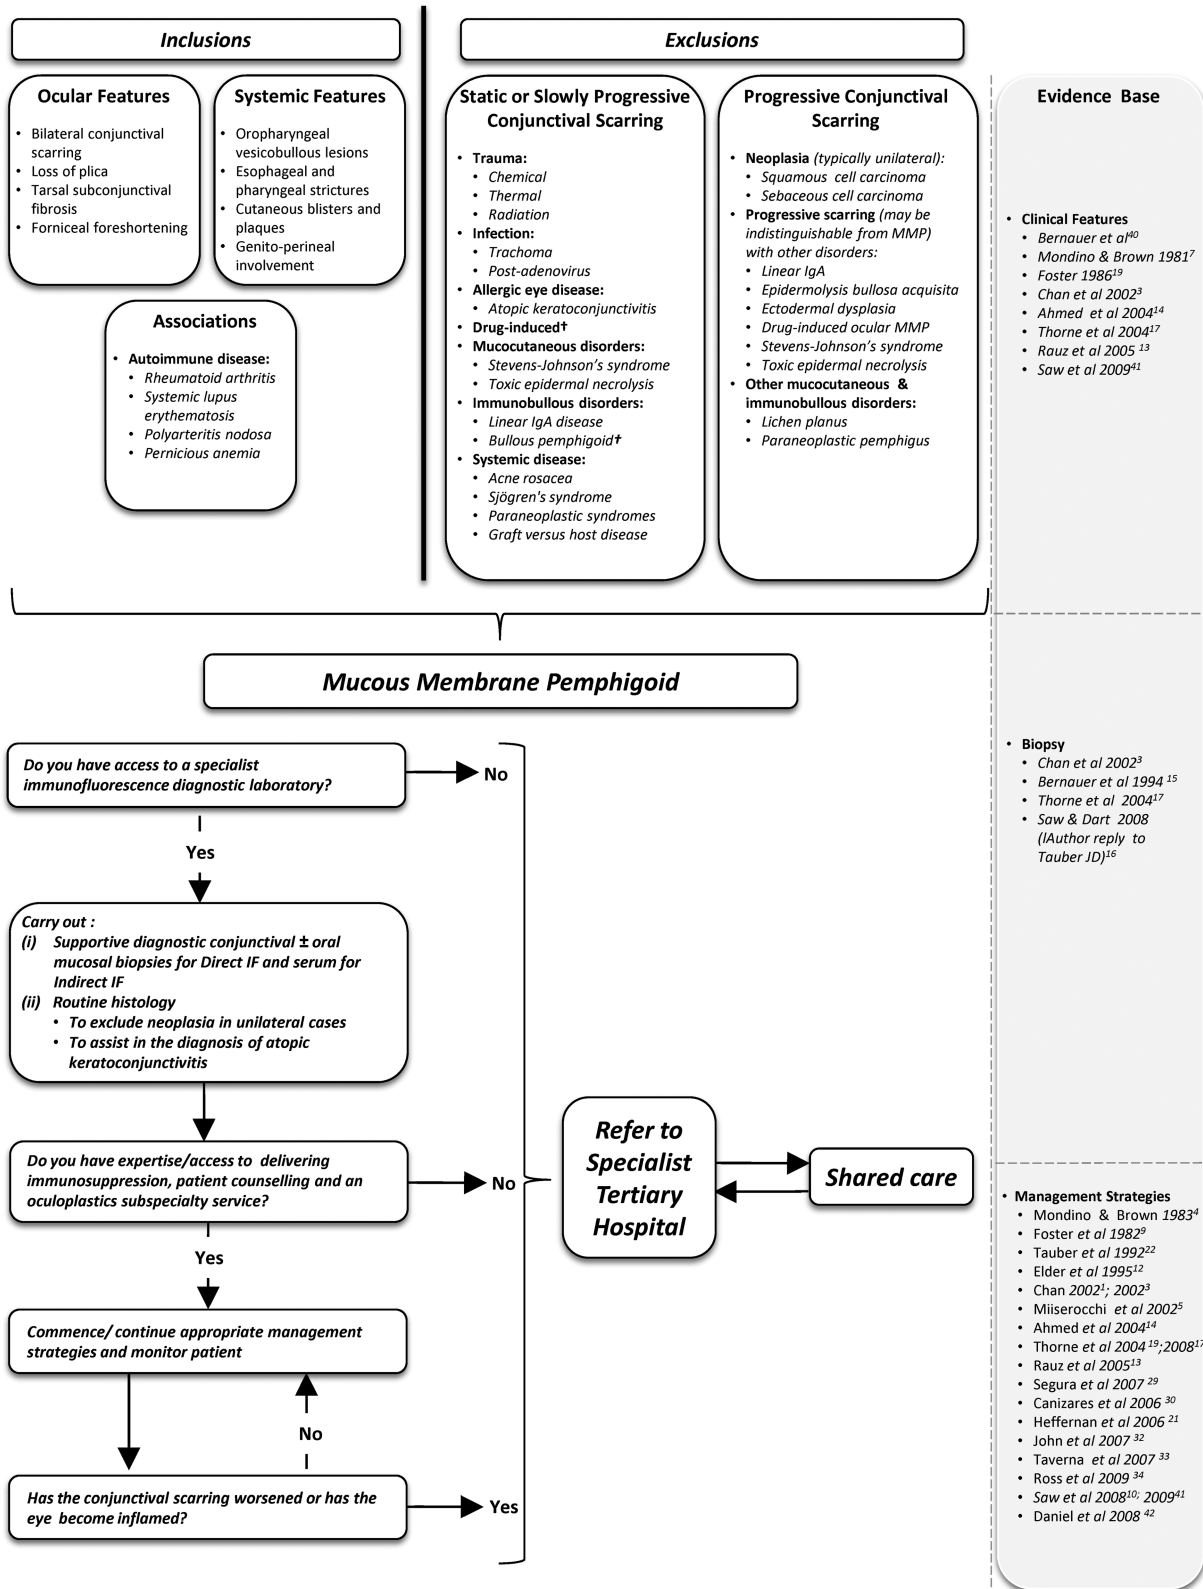 Inclusions
Exclusions
Ocular Features
• Bilateral conjunctival
scarring
• Loss of plica
• Tarsal subconjunctival
fibrosis
• Forniceal foreshortening
Systemic Features
• Oropharyngeal
vesicobullous lesions
• Esophageal and
pharyngeal strictures
• Cutaneous blisters and
plaques
• Genito-perineal
involvement
Associations
• Autoimmune disease:
• Rheumatoid arthritis
• Systemic lupus
erythematosis
• Polyarteritis nodosa
• Pernicious anemia
Static or Slowly Progressive
Conjunctival Scarring
• Trauma:
• Chemical
• Thermal
• Radiation
• Infection:
• Trachoma
• Post-adenovirus
• Allergic eye disease:
• Atopic keratoconjunctivitis
• Drug-induced†
• Mucocutaneous disorders:
• Stevens-Johnson’s syndrome
• Toxic epidermal necrolysis
• Immunobullous disorders:
• Linear IgA disease
• Bullous pemphigoid†
• Systemic disease:
• Acne rosacea
• Sjögren's syndrome
• Paraneoplastic syndromes
• Graft versus host disease
Progressive Conjunctival
Scarring
• Neoplasia (typically unilateral):
• Squamous cell carcinoma
• Sebaceous cell carcinoma
• Progressive scarring (may be
indistinguishable from MMP)
with other disorders:
• Linear IgA
• Epidermolysis bullosa acquisita
• Ectodermal dysplasia
• Drug-induced ocular MMP
• Stevens-Johnson’s syndrome
• Toxic epidermal necrolysis
• Other mucocutaneous &
immunobullous disorders:
• Lichen planus
• Paraneoplastic pemphigus
Evidence Base
• Clinical Features
• Bernauer et al40
• Mondino & Brown 19817
• Foster 198619
• Chan et al 20023
• Ahmed et al 200414
• Thorne et al 200417
• Rauz et al 2005 13
• Saw et al 200941
Mucous Membrane Pemphigoid
Do you have access to a specialist
immunofluorescence diagnostic laboratory?
No
Yes
Carry out :
(i) Supportive diagnostic conjunctival ± oral
mucosal biopsies for Direct IF and serum for
Indirect IF
(ii) Routine histology
• To exclude neoplasia in unilateral cases
• To assist in the diagnosis of atopic
keratoconjunctivitis
Do you have expertise/access to delivering
immunosuppression, patient counselling and an
oculoplastics subspecialty service?
No
Yes
Commence/ continue appropriate management
strategies and monitor patient
No
Has the conjunctival scarring worsened or has the
eye become inflamed?
Yes
Refer to
Specialist
Tertiary
Hospital
Shared care
• Biopsy
• Chan et al 20023
• Bernauer et al 1994 15
• Thorne et al 200417
• Saw & Dart 2008
(lAuthor reply to
Tauber JD)16
• Management Strategies
• Mondino & Brown 19834
• Foster et al 19829
• Tauber et al 199222
• Elder et al 199512
• Chan 20021; 20023
• Miiserocchi et al 20025
• Ahmed et al 200414
• Thorne et al 2004 19;200817
• Rauz et al 200513
• Segura et al 2007 29
• Canizares et al 2006 30
• Heffernan et al 2006 21
• John et al 2007 32
• Taverna et al 2007 33
• Ross et al 2009 34
• Saw et al 200810; 200941
• Daniel et al 2008 42